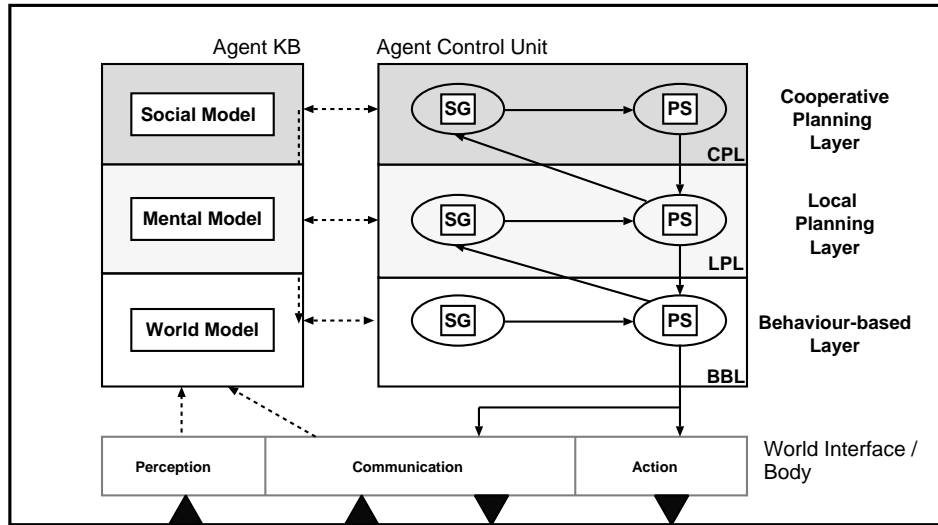 Agent KB
Agent Control Unit
Social Model
SG
PS
CPL
Cooperative
Planning
Layer
Mental Model
SG
PS
LPL
Local
Planning
Layer
World Model
SG
PS
BBL
Behaviour-based
Layer
Perception
Communication
Action
World Interface /
Body